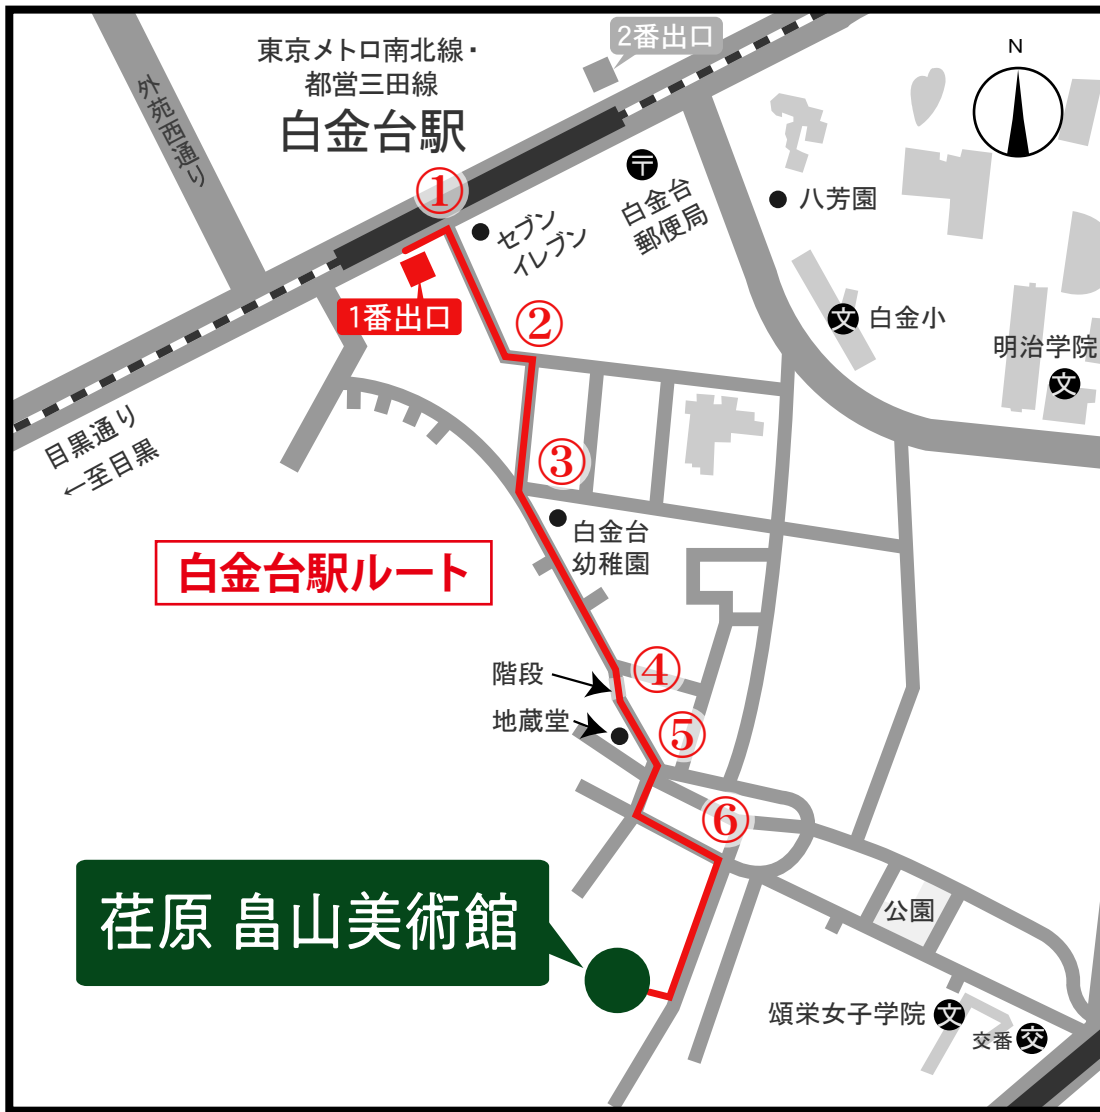 2番出口
N
東京メトロ南北線・
都営三田線
白金台駅
外苑西通り
①
セブン
イレブン
〒
白金台
郵便局
八芳園
1番出口
②
文
白金小
明治学院
文
目黒通り
←至目黒
③
白金台
幼稚園
白金台駅ルート
階段
④
地蔵堂
⑤
⑥
荏原 畠山美術館
公園
頌栄女子学院
文
交番
交